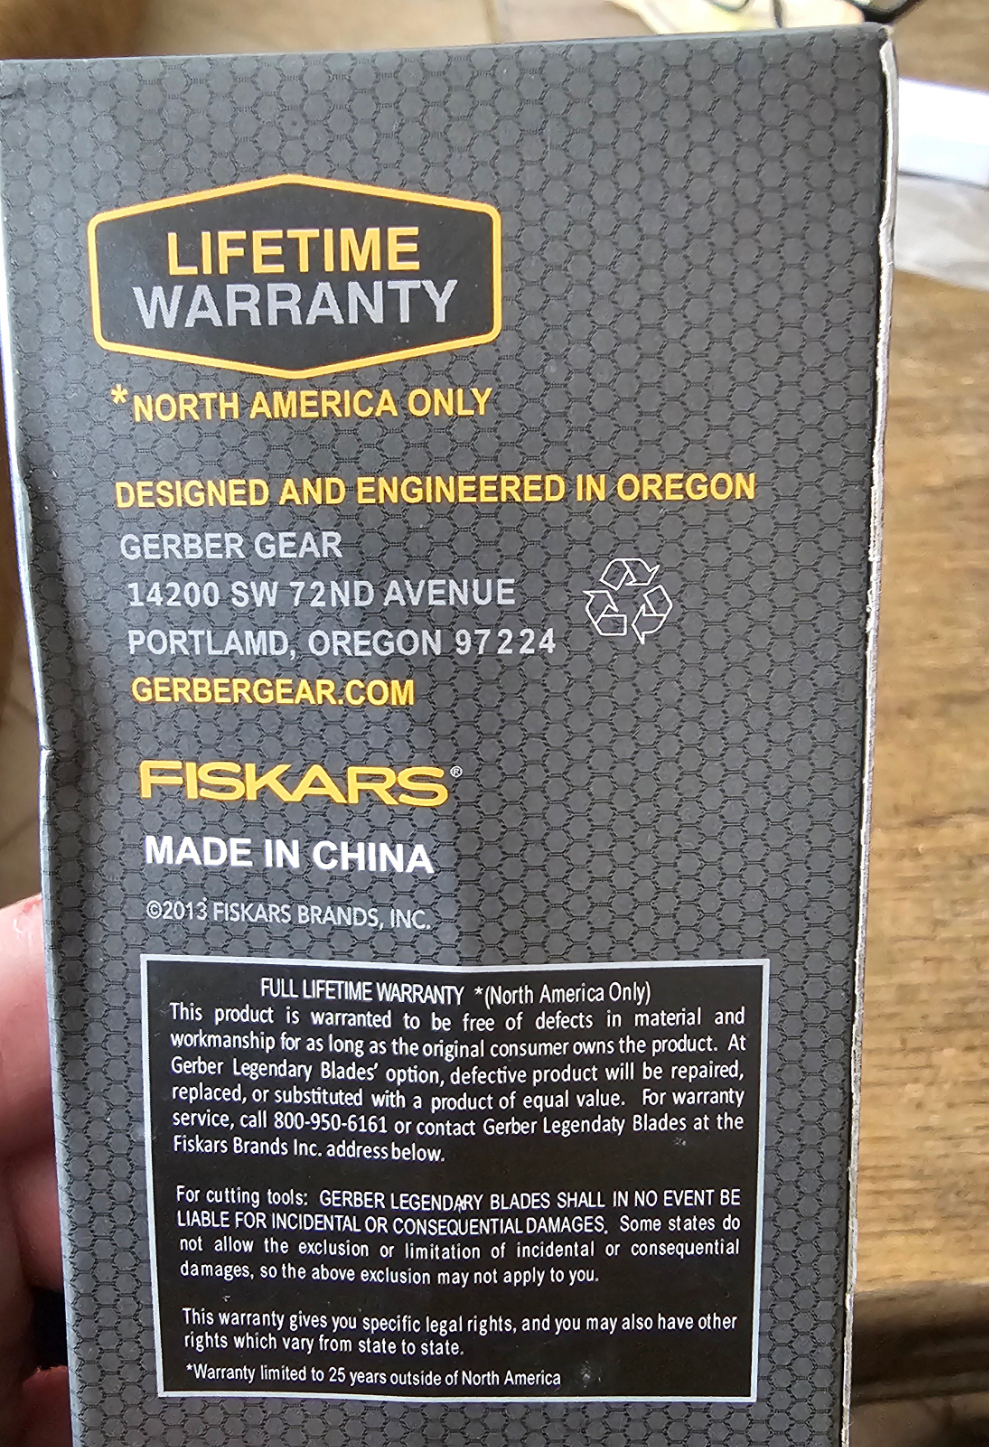 LIFETIME
WARRANTY
*NORTH AMERICA ONLY
DESIGNED AND ENGINEERED IN OREGON
GERBER GEAR
14200 SW 72ND AVENUE
PORTLAMD, OREGON 97224
GERBERGEAR.COM
FISKARS®
MADE IN CHINA
©2013 FISKARS BRANDS, INC.
FULL LIFETIME WARRANTY *(North America Only)
This product is warranted to be free of defects in material and
workmanship for as long as the original consumer owns the product. At
Gerber Legendary Blades' option, defective product will be repaired,
replaced, or substituted with a product of equal value. For warranty
service, call 800-950-6161 or contact Gerber Legendaty Blades at the
Fiskars Brands Inc. address below.
For cutting tools: GERBER LEGENDARY BLADES SHALL IN NO EVENT BE
LIABLE FOR INCIDENTAL OR CONSEQUENTIAL DAMAGES. Some states do
not allow the exclusion or limitation of incidental or consequential
damages, so the above exclusion may not apply to you.
This warranty gives you specific legal rights, and you may also have other
rights which vary from state to state.
*Warranty limited to 25 years outside of North America